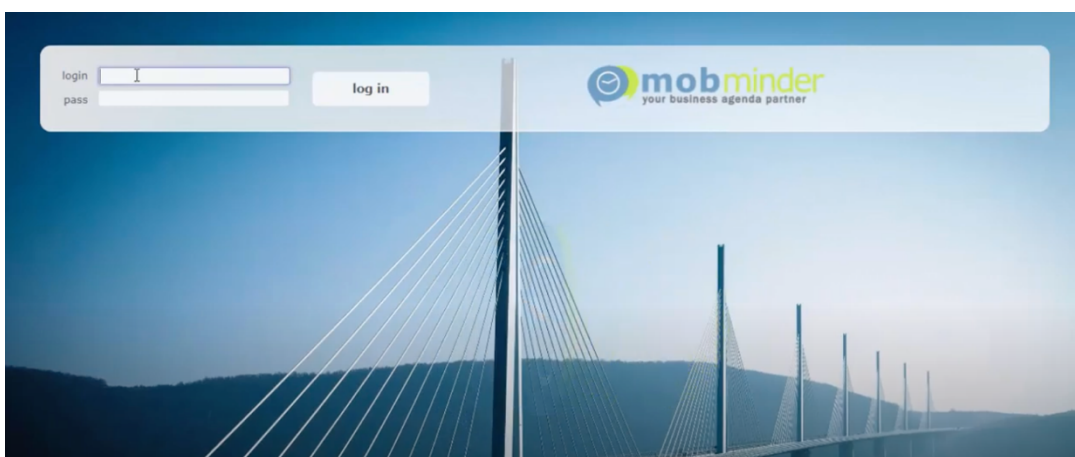 login
pass
log in
mobminder
your business agenda partner